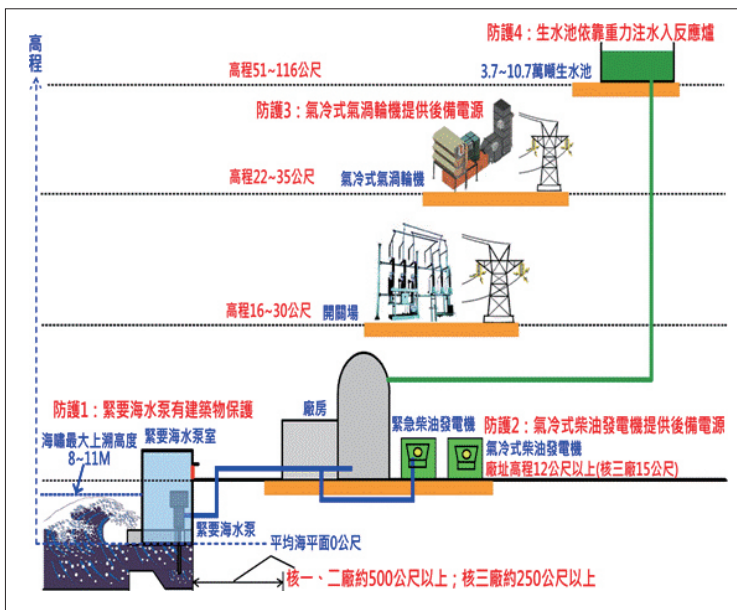 高程
防護4：生水池依靠重力注水入反應爐
高程51~116公尺
3.7~10.7萬噸生水池
防護3：氣冷式氣渦輪機提供後備電源
高程22~35公尺
氣冷式氣渦輪機
高程16~30公尺
開關場
防護1：緊要海水泵有建築物保護
廠房
緊急柴油發電機
防護2：氣冷式柴油發電機提供後備電源
海嘯最大上溯高度
8~11M
緊要海水泵室
氣冷式柴油發電機
廠址高程12公尺以上(核三廠15公尺)
緊要海水泵
平均海平面0公尺
核一、二廠約500公尺以上；核三廠約250公尺以上